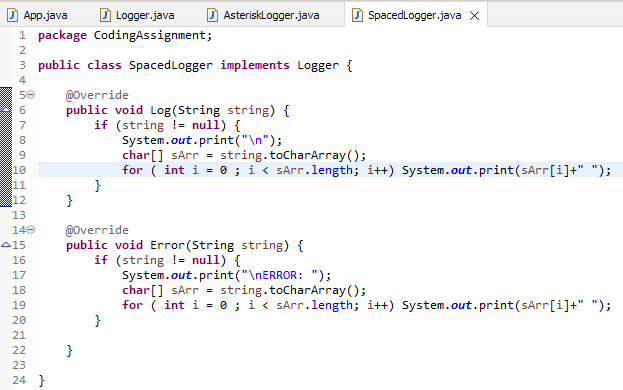 App.java Logger.java AsteriskLogger.java SpacedLogger.java
1 package CodingAssignment;
2
3 public class SpacedLogger implements Logger {
4
5 @Override
6 public void Log(String string) {
7 if (string != null) {
8 System.out.print("\n");
9 char[] sArr = string.toCharArray();
10 for ( int i = 0 ; i < sArr.length; i++) System.out.print(sArr[i]+" ");
11 }
12 }
13
14 @Override
15 public void Error(String string) {
16 if (string != null) {
17 System.out.print("\nERROR: ");
18 char[] sArr = string.toCharArray();
19 for ( int i = 0 ; i < sArr.length; i++) System.out.print(sArr[i]+" ");
20 }
21
22 }
23
24 }